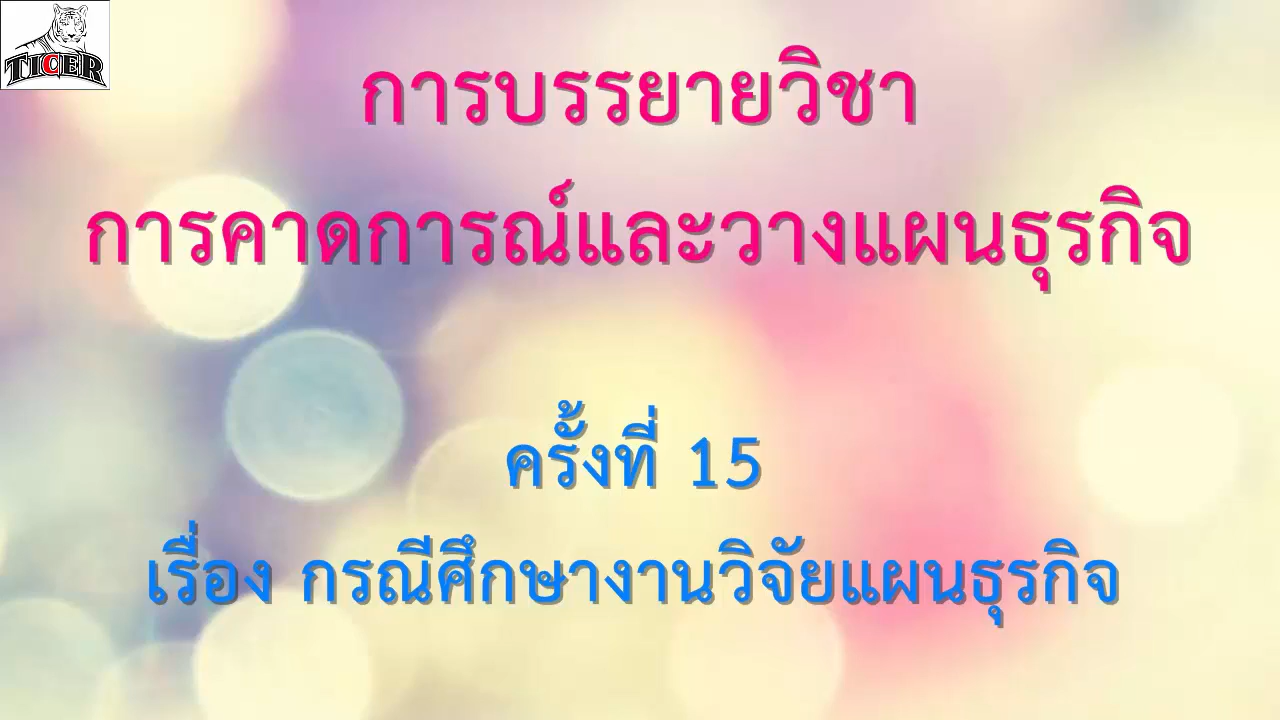 TICER
การบรรยายวิชา
การคาดการณ์และวางแผนธุรกิจ
ครั้งที่ 15
เรื่อง กรณีศึกษางานวิจัยแผนธุรกิจ